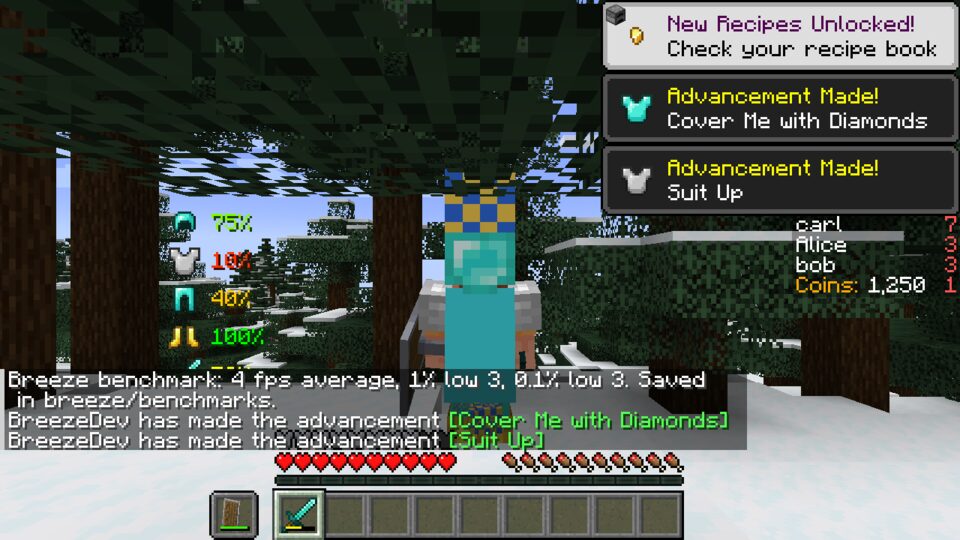 New Recipes Unlocked!
Check your recipe book
Advancement Made!
Cover Me with Diamonds
Advancement Made!
Suit Up
carl 7
Alice 3
bob 3
Coins: 1,250 1
75%
10%
40%
100%
Breeze benchmark: 4 fps average, 1% low 3, 0.1% low 3. Saved
in breeze/benchmarks.
BreezeDev has made the advancement [Cover Me with Diamonds]
BreezeDev has made the advancement [Suit Up]